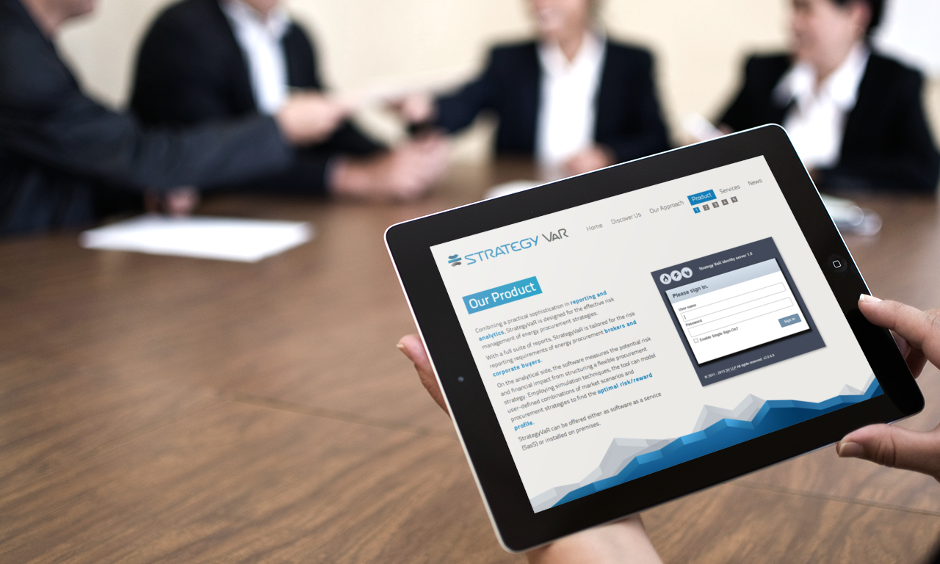 STRATEGY VAR
Home Discover Us Our Approach Product Services News
1 2 3 4 5
Our Product
Combining a practical sophistication in reporting and
analytics, StrategyVaR is designed for the effective risk
management of energy procurement strategies.
With a full suite of reports, StrategyVaR is tailored for the risk
reporting requirements of energy procurement brokers and
corporate buyers.
On the analytical side, the software measures the potential risk
and financial impact from structuring a flexible procurement
strategy. Employing simulation techniques, the tool can model
user-defined combinations of market scenarios and
procurement strategies to find the optimal risk/reward
profile.
StrategyVaR can be offered either as software as a service
(SaaS) or installed on premises.
Strategy VaR Identity server 1.0
Please sign in.
User name
Password
Enable Single Sign On?
Sign in